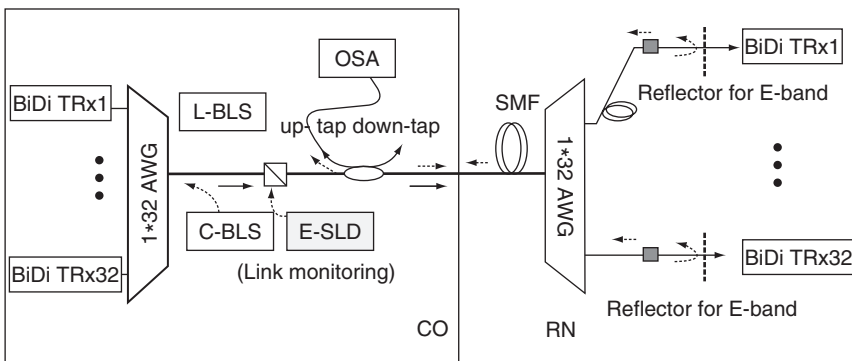 OSA
BiDi TRx1
L-BLS
up- tap down-tap
1*32 AWG
C-BLS
E-SLD
(Link monitoring)
BiDi TRx32
CO
SMF
1*32 AWG
RN
BiDi TRx1
Reflector for E-band
BiDi TRx32
Reflector for E-band